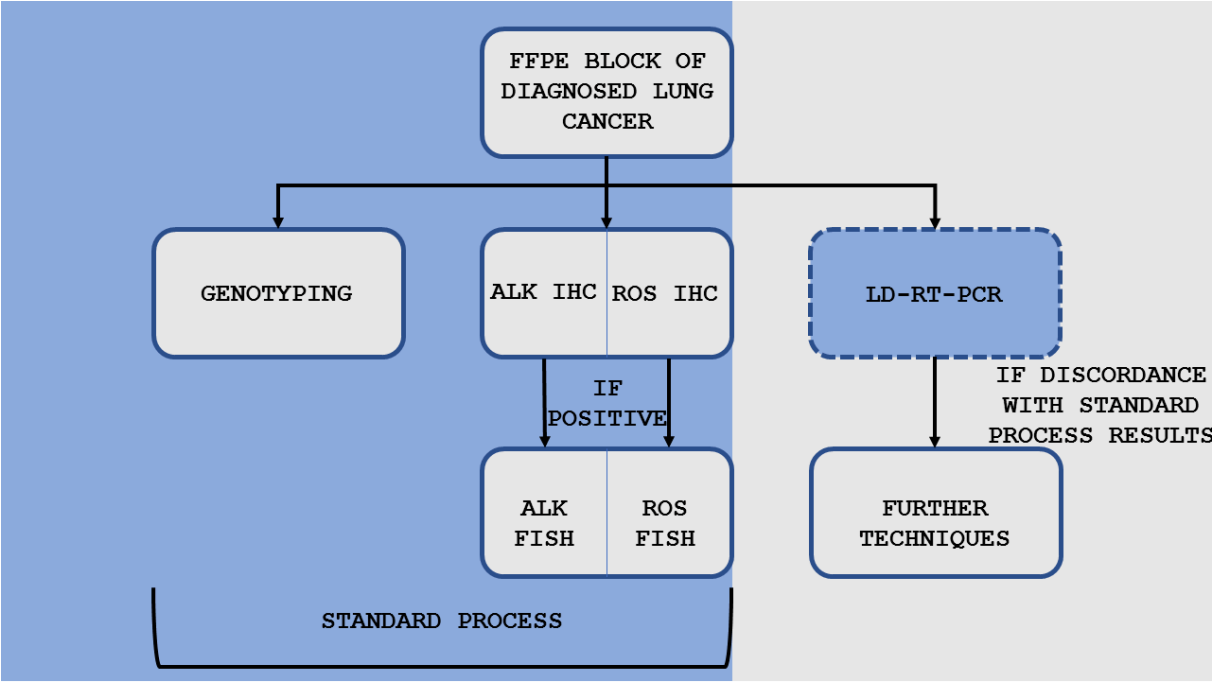 FFPE BLOCK OF
DIAGNOSED LUNG
CANCER
GENOTYPING
ALK IHC
ROS IHC
LD-RT-PCR
IF
POSITIVE
IF DISCORDANCE
WITH STANDARD
PROCESS RESULTS
ALK
FISH
ROS
FISH
FURTHER
TECHNIQUES
STANDARD PROCESS